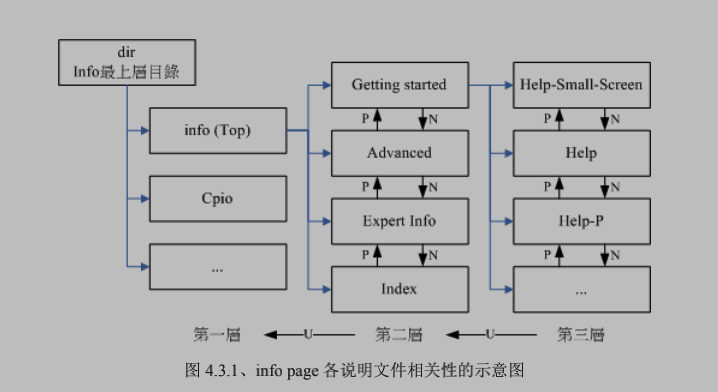 dir
Info最上層目錄
info (Top)
Cpio
...
Getting started
P
N
Advanced
P
N
Expert Info
P
N
Index
Help-Small-Screen
P
N
Help
P
N
Help-P
P
N
...
第一層
U
第二層
U
第三層
图 4.3.1、info page 各说明文件相关性的示意图